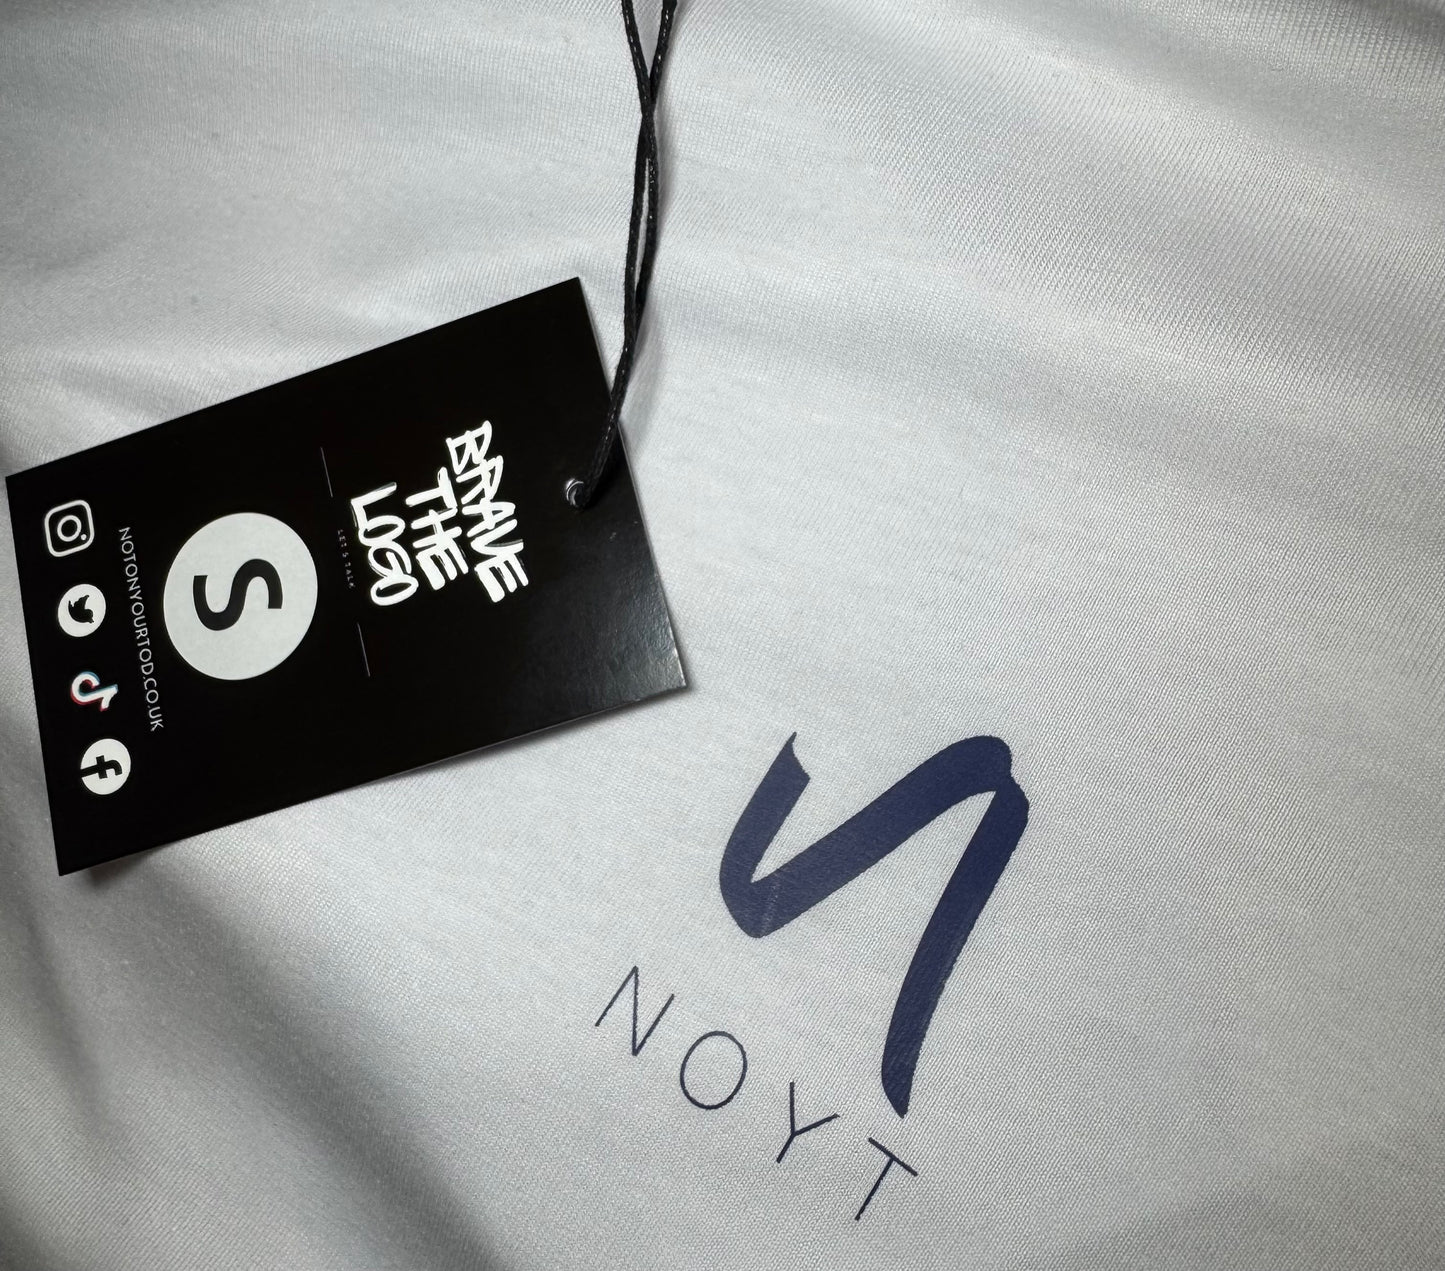 BRAVE
THE
LOGO
LET'S TALK
S
NOTONYOURTOD.CO.UK
NOYT